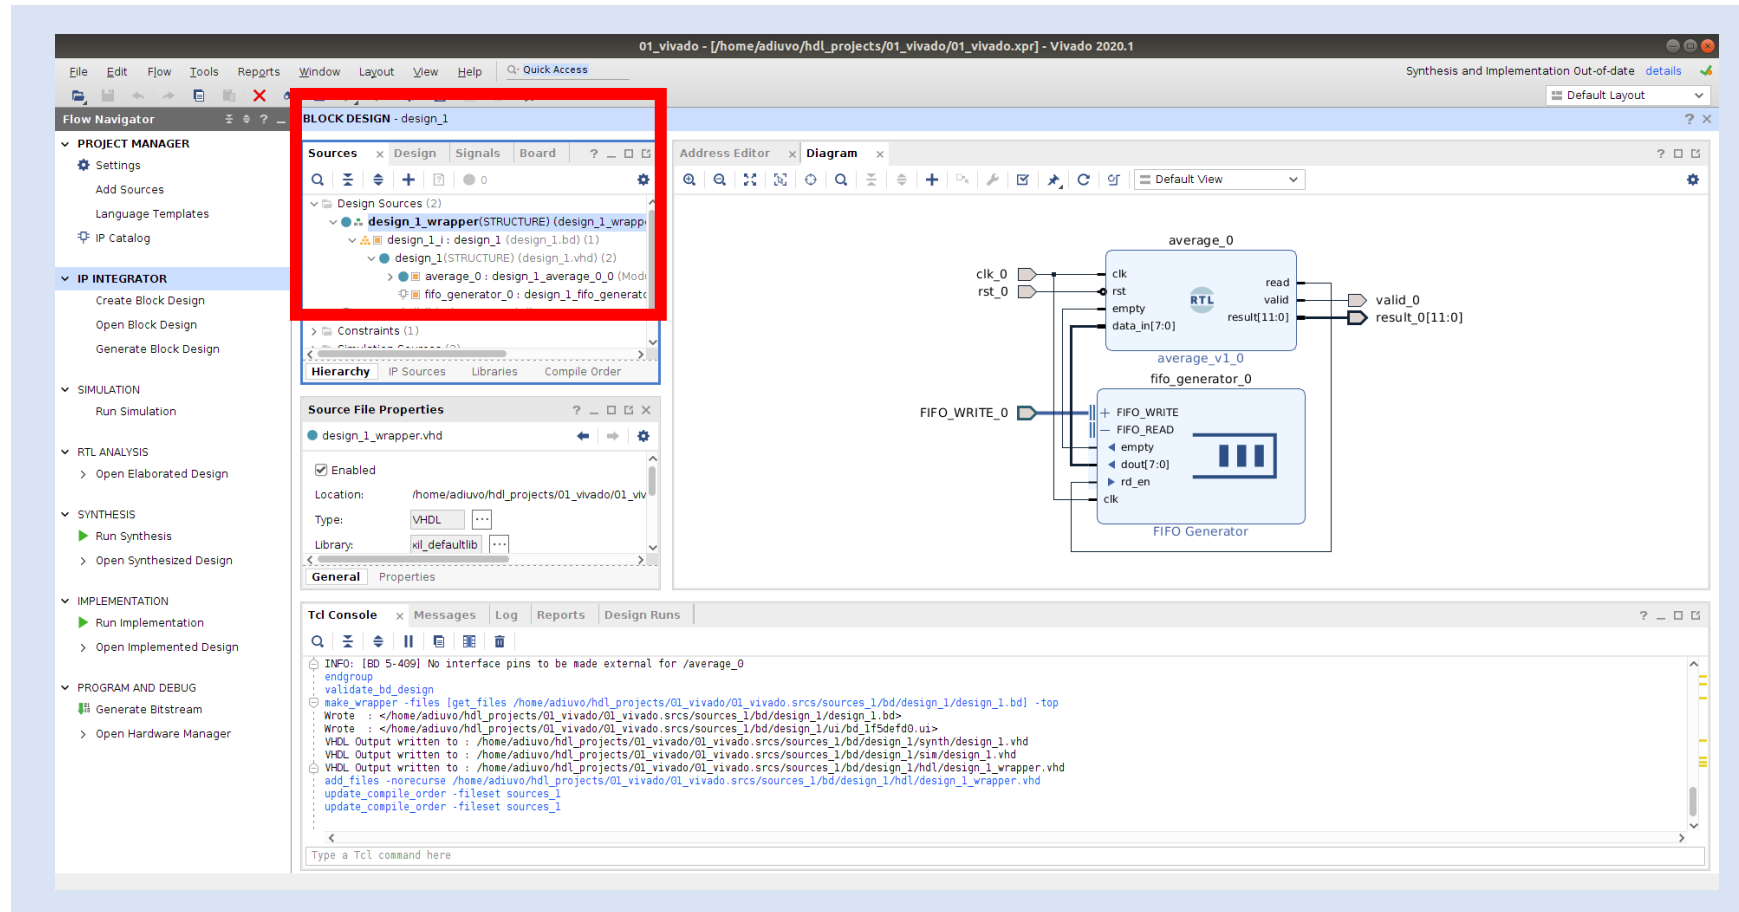 01_vivado - [/home/adiuvo/hdl_projects/01_vivado/01_vivado.xpr] - Vivado 2020.1
File Edit Flow Tools Reports Window Layout View Help Quick Access
Synthesis and Implementation Out-of-date details
Default Layout
Flow Navigator
BLOCK DESIGN - design_1
PROJECT MANAGER
Settings
Add Sources
Language Templates
IP Catalog
IP INTEGRATOR
Create Block Design
Open Block Design
Generate Block Design
SIMULATION
Run Simulation
RTL ANALYSIS
Open Elaborated Design
SYNTHESIS
Run Synthesis
Open Synthesized Design
IMPLEMENTATION
Run Implementation
Open Implemented Design
PROGRAM AND DEBUG
Generate Bitstream
Open Hardware Manager
Sources Design Signals Board
0
Design Sources (2)
design_1_wrapper(STRUCTURE) (design_1_wrapp
design_1_i : design_1 (design_1.bd) (1)
design_1(STRUCTURE) (design_1.vhd) (2)
average_0 : design_1_average_0_0 (Modu
fifo_generator_0 : design_1_fifo_generato
Constraints (1)
Hierarchy IP Sources Libraries Compile Order
Source File Properties
design_1_wrapper.vhd
Enabled
Location: /home/adiuvo/hdl_projects/01_vivado/01_viv
Type: VHDL
Library: xil_defaultlib
General Properties
Address Editor Diagram
Default View
average_0
clk_0
rst_0
clk
rst
empty
data_in[7:0]
RTL
read
valid
result[11:0]
valid_0
result_0[11:0]
average_v1_0
fifo_generator_0
FIFO_WRITE_0
FIFO_WRITE
FIFO_READ
empty
dout[7:0]
rd_en
clk
FIFO Generator
Tcl Console Messages Log Reports Design Runs
INFO: [BD 5-409] No interface pins to be made external for /average_0
endgroup
validate_bd_design
make_wrapper -files [get_files /home/adiuvo/hdl_projects/01_vivado/01_vivado.srcs/sources_1/bd/design_1/design_1.bd] -top
Wrote : </home/adiuvo/hdl_projects/01_vivado/01_vivado.srcs/sources_1/bd/design_1/design_1.bd>
Wrote : </home/adiuvo/hdl_projects/01_vivado/01_vivado.srcs/sources_1/bd/design_1/ui/bd_1f5defd0.ui>
VHDL Output written to : /home/adiuvo/hdl_projects/01_vivado/01_vivado.srcs/sources_1/bd/design_1/synth/design_1.vhd
VHDL Output written to : /home/adiuvo/hdl_projects/01_vivado/01_vivado.srcs/sources_1/bd/design_1/sim/design_1.vhd
VHDL Output written to : /home/adiuvo/hdl_projects/01_vivado/01_vivado.srcs/sources_1/bd/design_1/hdl/design_1_wrapper.vhd
add_files -norecurse /home/adiuvo/hdl_projects/01_vivado/01_vivado.srcs/sources_1/bd/design_1/hdl/design_1_wrapper.vhd
update_compile_order -fileset sources_1
update_compile_order -fileset sources_1
Type a Tcl command here